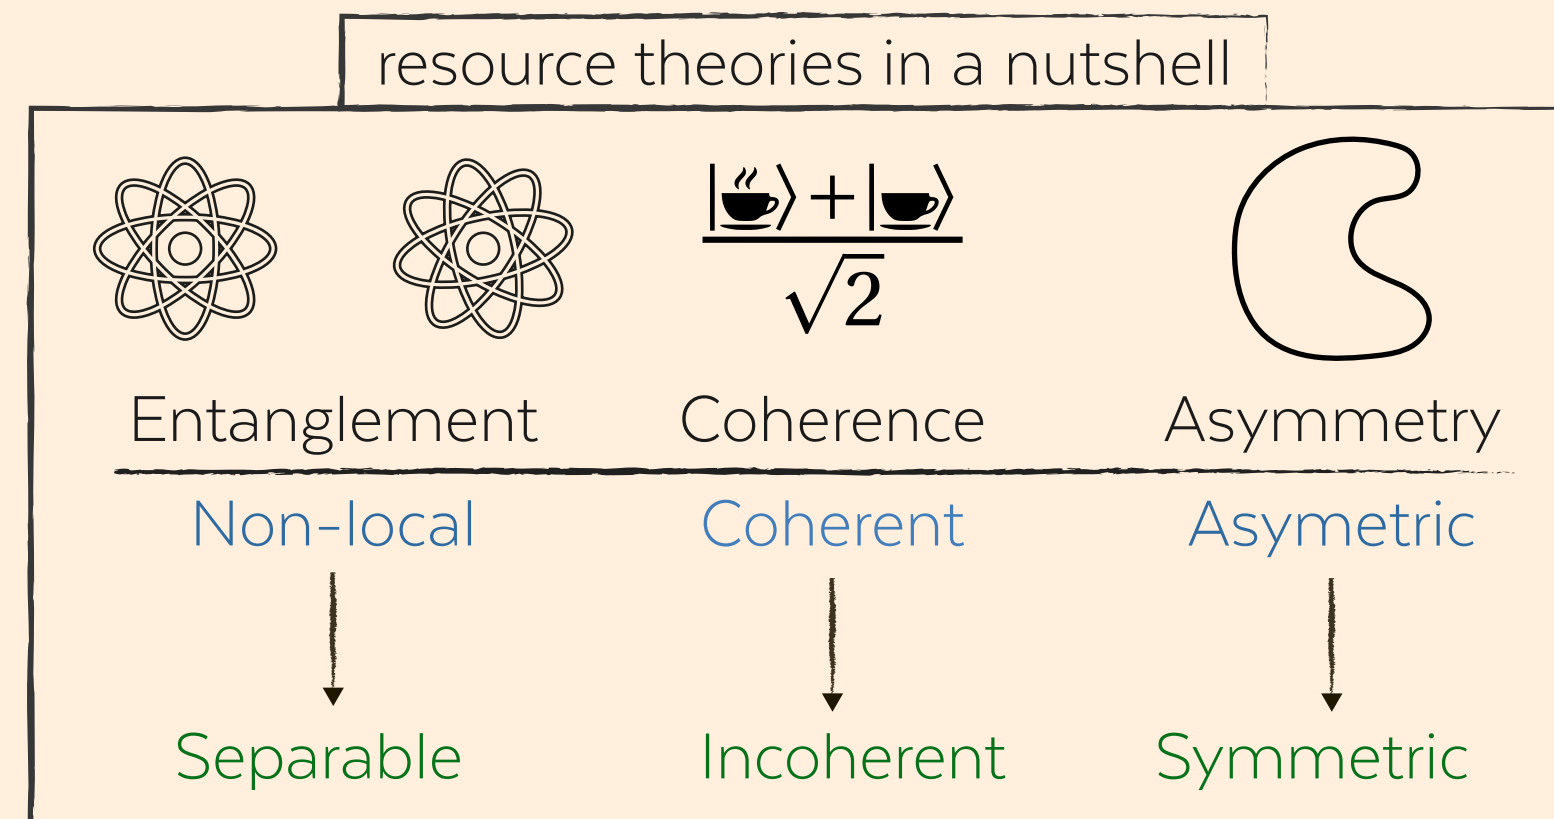 resource theories in a nutshell
|☕⟩+|☕⟩
√2
Entanglement Coherence Asymmetry
Non-local Coherent Asymetric
Separable Incoherent Symmetric